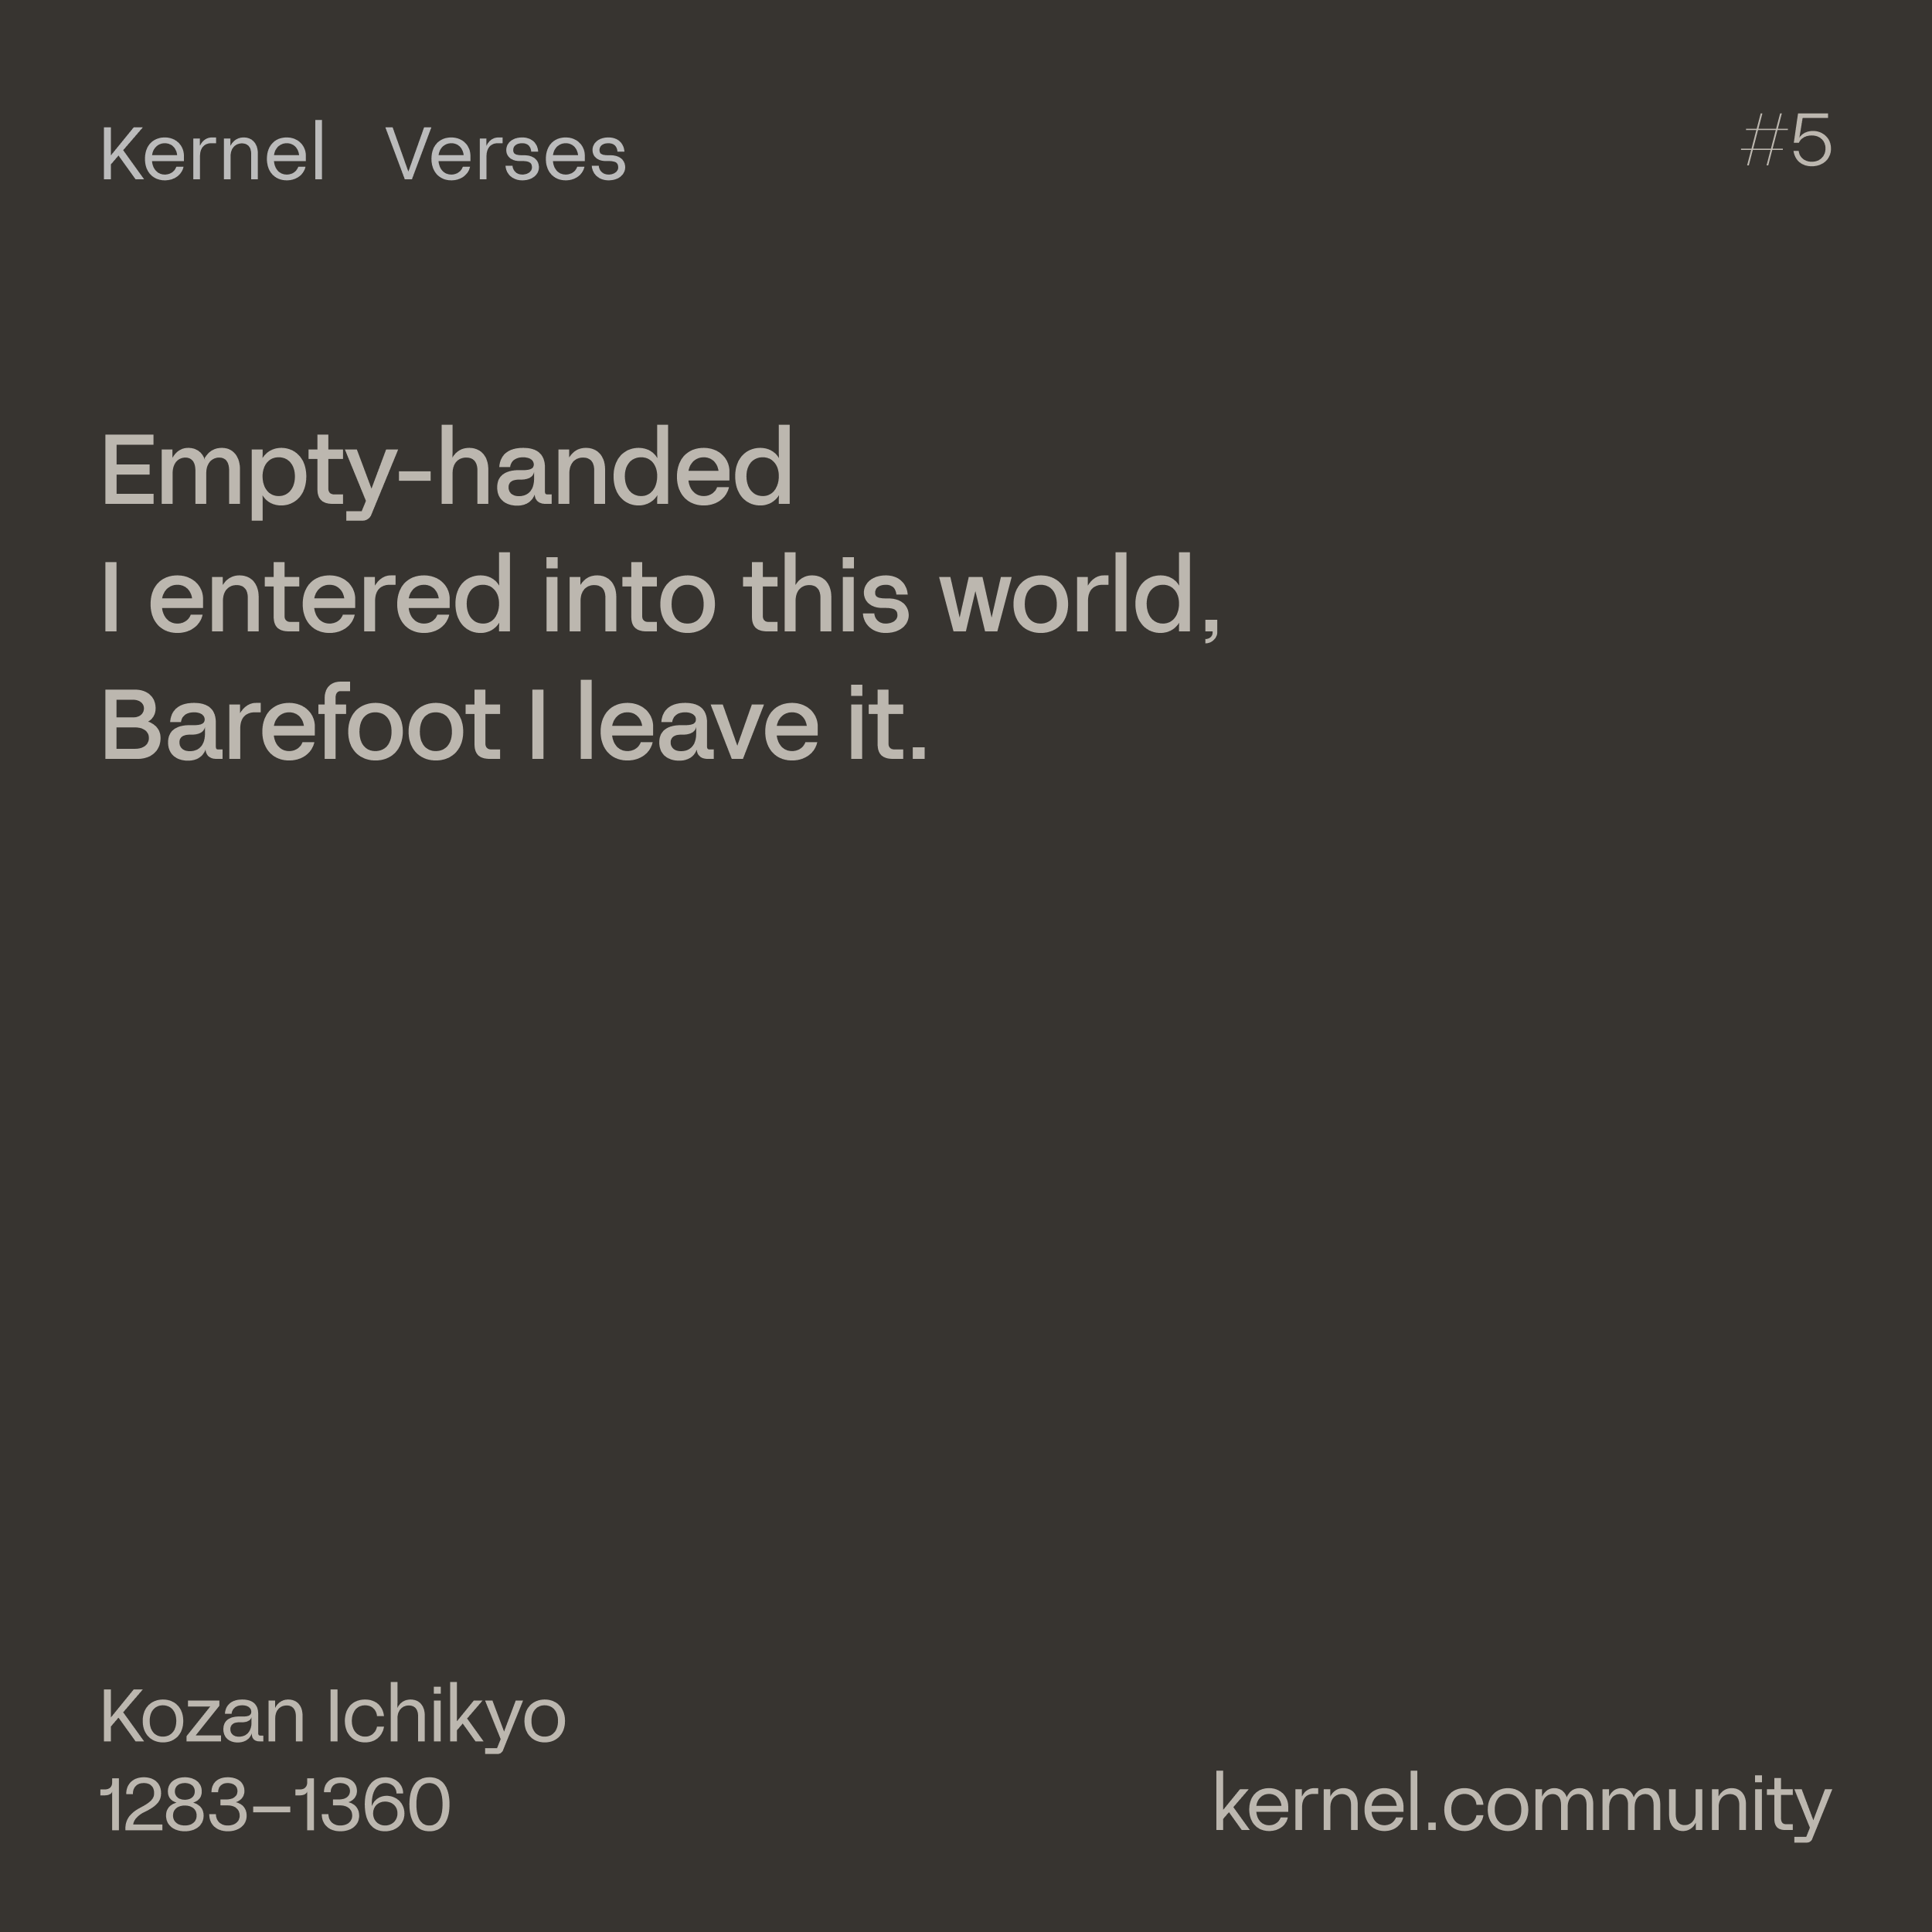 Kernel Verses
#5
Empty-handed
I entered into this world,
Barefoot I leave it.
Kozan Ichikyo
1283–1360
kernel.community